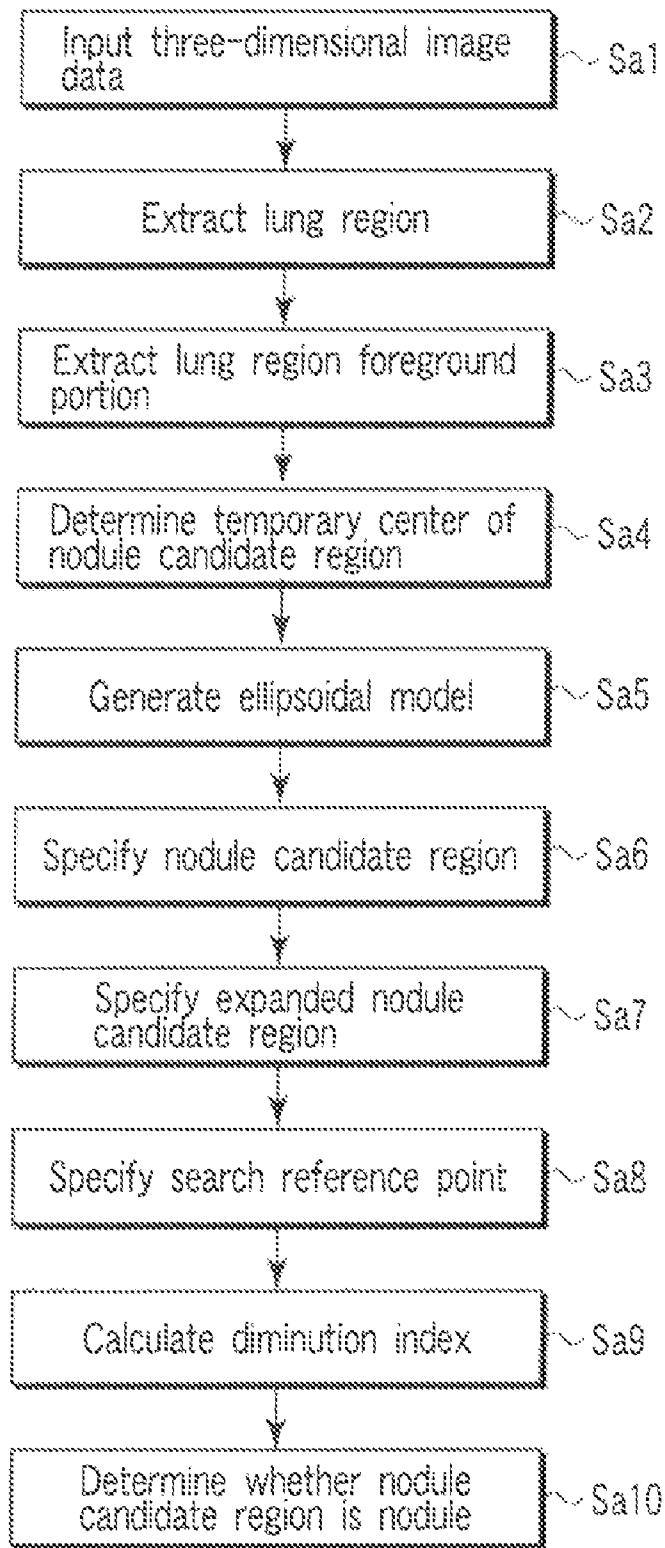 Input three-dimensional image
data
Sa1
Extract lung region
Sa2
Extract lung region foreground
portion
Sa3
Determine temporary center of
nodule candidate region
Sa4
Generate ellipsoidal model
Sa5
Specify nodule candidate region
Sa6
Specify expanded nodule
candidate region
Sa7
Specify search reference point
Sa8
Calculate diminution index
Sa9
Determine whether nodule
candidate region is nodule
Sa10